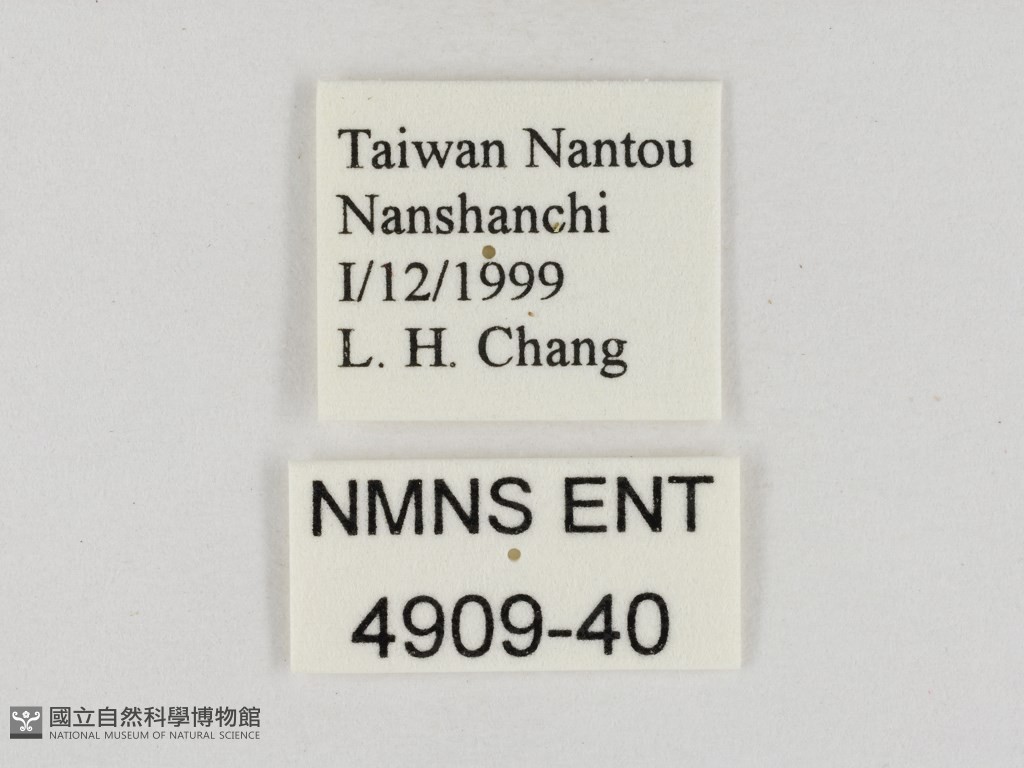 Taiwan Nantou
Nanshanchi
I/12/1999
L. H. Chang
NMNS ENT
4909-40
國立自然科學博物館
NATIONAL MUSEUM OF NATURAL SCIENCE